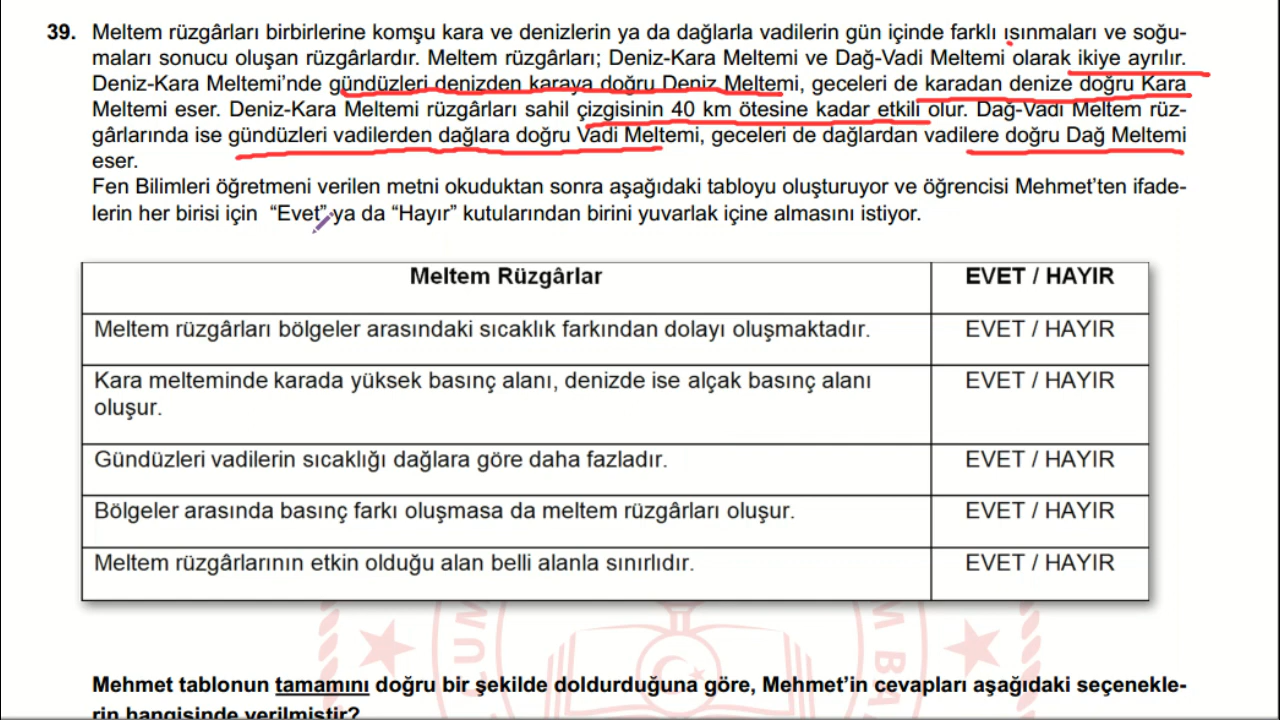 39. Meltem rüzgârları birbirlerine komşu kara ve denizlerin ya da dağlarla vadilerin gün içinde farklı ısınmaları ve soğu-
maları sonucu oluşan rüzgârlardır. Meltem rüzgârları; Deniz-Kara Meltemi ve Dağ-Vadi Meltemi olarak ikiye ayrılır.
Deniz-Kara Meltemi’nde gündüzleri denizden karaya doğru Deniz Meltemi, geceleri de karadan denize doğru Kara
Meltemi eser. Deniz-Kara Meltemi rüzgârları sahil çizgisinin 40 km ötesine kadar etkili olur. Dağ-Vadi Meltem rüz-
gârlarında ise gündüzleri vadilerden dağlara doğru Vadi Meltemi, geceleri de dağlardan vadilere doğru Dağ Meltemi
eser.
Fen Bilimleri öğretmeni verilen metni okuduktan sonra aşağıdaki tabloyu oluşturuyor ve öğrencisi Mehmet’ten ifade-
lerin her birisi için “Evet” ya da “Hayır” kutularından birini yuvarlak içine almasını istiyor.
Meltem Rüzgârlar EVET / HAYIR
Meltem rüzgârları bölgeler arasındaki sıcaklık farkından dolayı oluşmaktadır. EVET / HAYIR
Kara melteminde karada yüksek basınç alanı, denizde ise alçak basınç alanı EVET / HAYIR
oluşur.
Gündüzleri vadilerin sıcaklığı dağlara göre daha fazladır. EVET / HAYIR
Bölgeler arasında basınç farkı oluşmasa da meltem rüzgârları oluşur. EVET / HAYIR
Meltem rüzgârlarının etkin olduğu alan belli alanla sınırlıdır. EVET / HAYIR
Mehmet tablonun tamamını doğru bir şekilde doldurduğuna göre, Mehmet’in cevapları aşağıdaki seçenekle-
rin hangisinde verilmiştir?